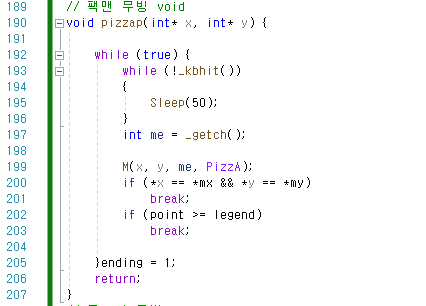 189 // 팩맨 무빙 void
190 void pizzap(int* x, int* y) {
191
192 while (true) {
193 while (!_kbhit())
194 {
195 Sleep(50);
196 }
197 int me = _getch();
198
199 M(x, y, me, PizzA);
200 if (*x == *mx && *y == *my)
201 break;
202 if (point >= legend)
203 break;
204
205 }ending = 1;
206 return;
207 }